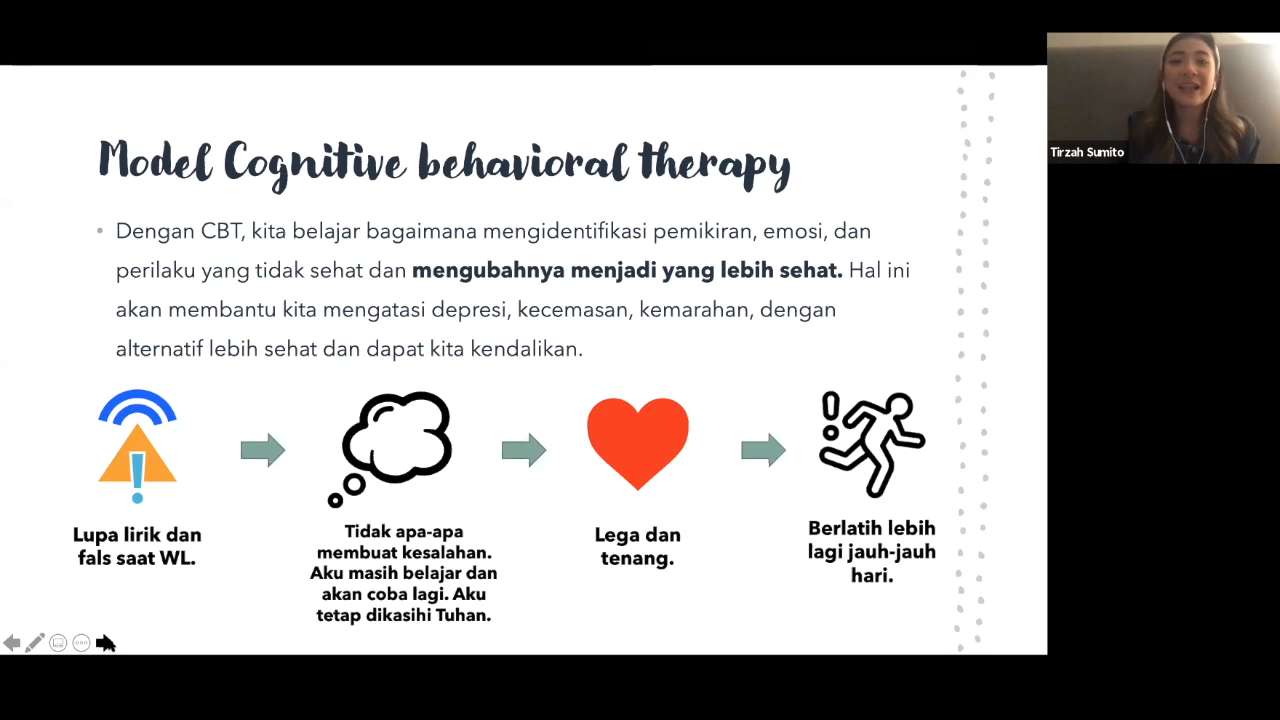 Model Cognitive behavioral therapy
• Dengan CBT, kita belajar bagaimana mengidentifikasi pemikiran, emosi, dan
perilaku yang tidak sehat dan mengubahnya menjadi yang lebih sehat. Hal ini
akan membantu kita mengatasi depresi, kecemasan, kemarahan, dengan
alternatif lebih sehat dan dapat kita kendalikan.
Lupa lirik dan
fals saat WL.
Tidak apa-apa
membuat kesalahan.
Aku masih belajar dan
akan coba lagi. Aku
tetap dikasihi Tuhan.
Lega dan
tenang.
Berlatih lebih
lagi jauh-jauh
hari.
Tirzah Sumito